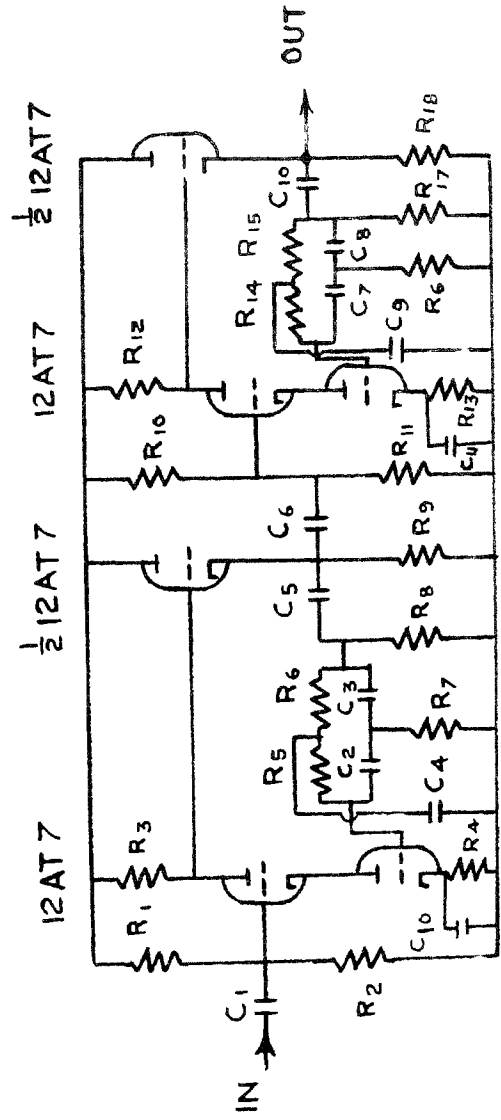 12AT7
½ 12AT7
12AT7
½ 12AT7
IN
C1
R1
R2
R3
C10
R4
R5
R6
C2
C3
C4
R7
R8
C5
R9
C6
R10
R11
R12
C4
R13
R14
R15
C7
C8
C9
R6
C10
R17
R18
OUT